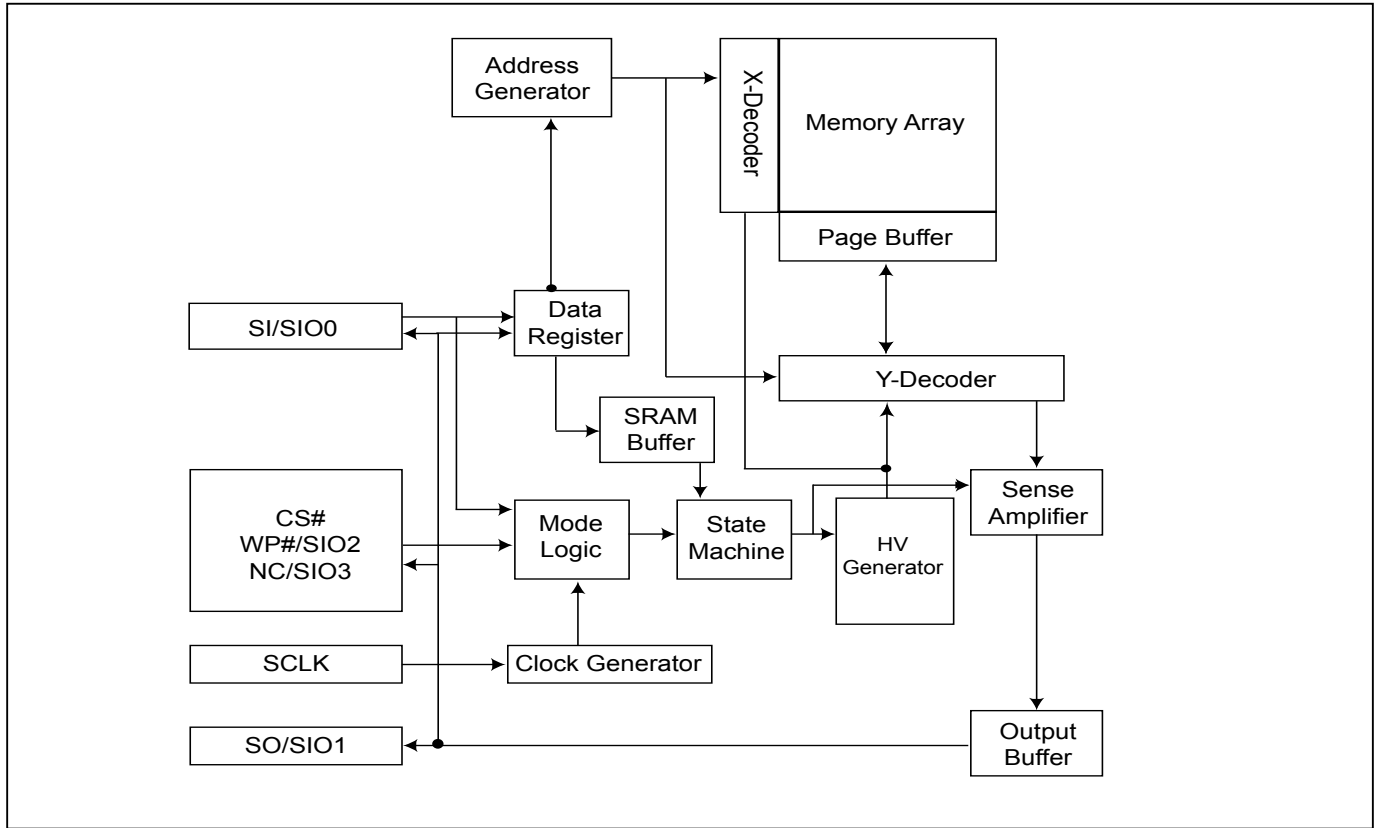 Address
Generator
X-Decoder
Memory Array
Page Buffer
SI/SIO0
Data
Register
Y-Decoder
SRAM
Buffer
CS#
WP#/SIO2
NC/SIO3
Mode
Logic
State
Machine
HV
Generator
Sense
Amplifier
SCLK
Clock Generator
SO/SIO1
Output
Buffer